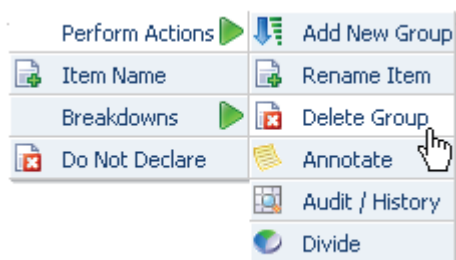 Perform Actions
Item Name
Breakdowns
Do Not Declare
Add New Group
Rename Item
Delete Group
Annotate
Audit / History
Divide